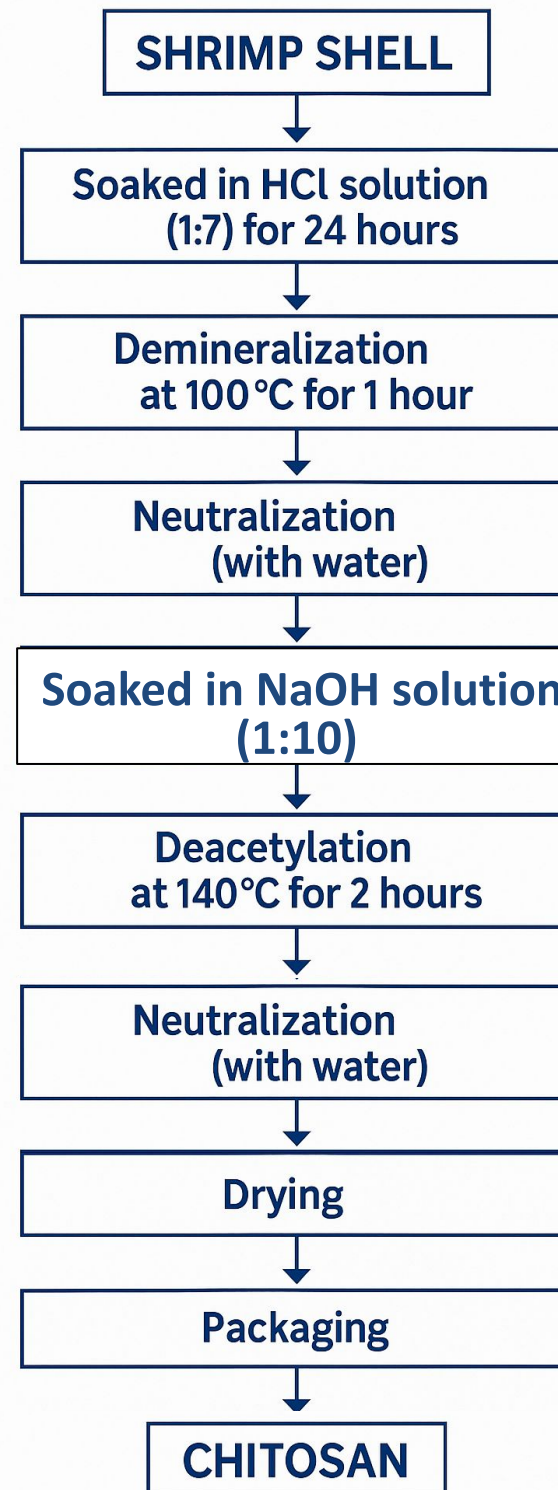 SHRIMP SHELL
Soaked in HCl solution
(1:7) for 24 hours
Demineralization
at 100°C for 1 hour
Neutralization
(with water)
Soaked in NaOH solution
(1:10)
Deacetylation
at 140°C for 2 hours
Neutralization
(with water)
Drying
Packaging
CHITOSAN